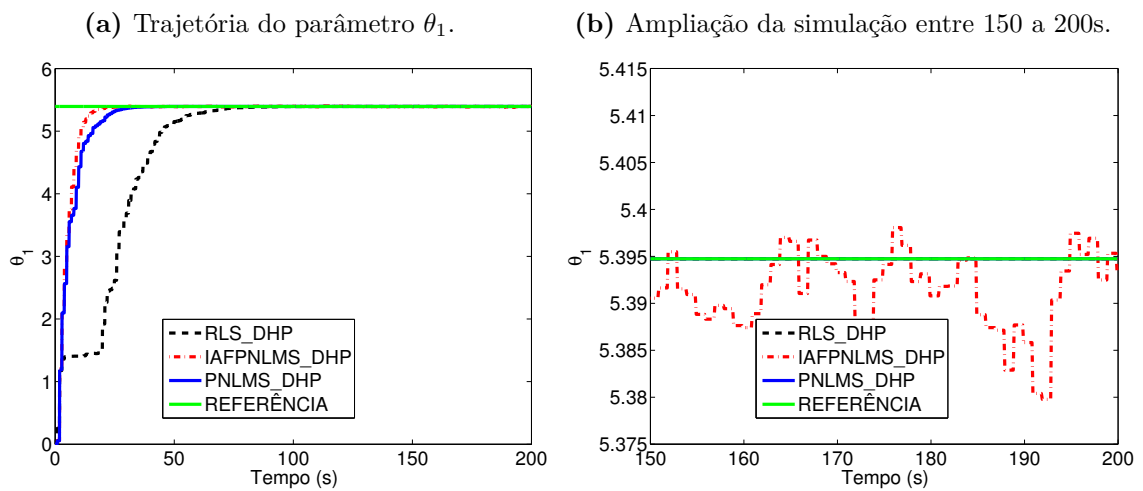 (a) Trajetória do parâmetro θ₁.
(b) Ampliação da simulação entre 150 a 200s.
6
5
4
3
2
1
0
θ₁
0
50
100
150
200
Tempo (s)
RLS_DHP
IAFPNLMS_DHP
PNLMS_DHP
REFERÊNCIA
5.415
5.41
5.405
5.4
5.395
5.39
5.385
5.38
5.375
θ₁
150
160
170
180
190
200
Tempo (s)
RLS_DHP
IAFPNLMS_DHP
PNLMS_DHP
REFERÊNCIA